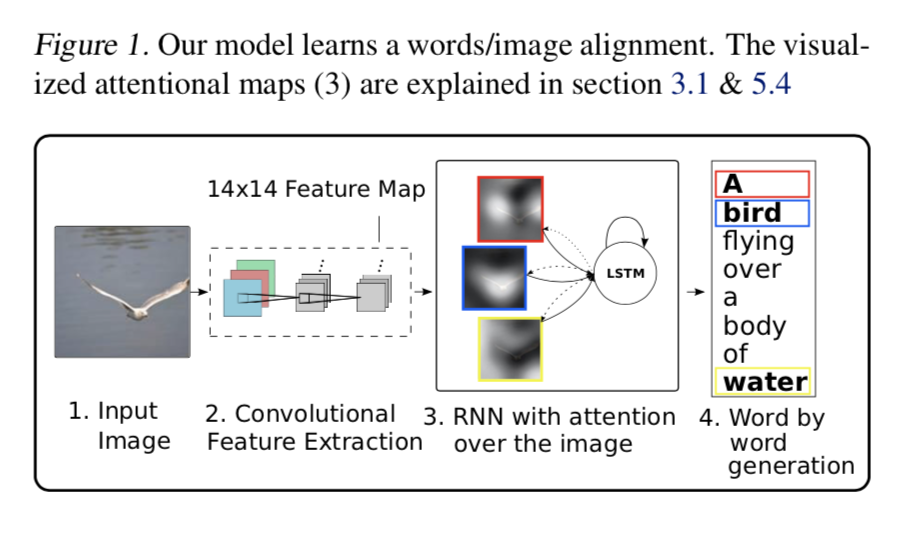 Figure 1. Our model learns a words/image alignment. The visual-
ized attentional maps (3) are explained in section 3.1 & 5.4
14x14 Feature Map
LSTM
A
bird
flying
over
a
body
of
water
1. Input
Image
2. Convolutional
Feature Extraction
3. RNN with attention
over the image
4. Word by
word
generation